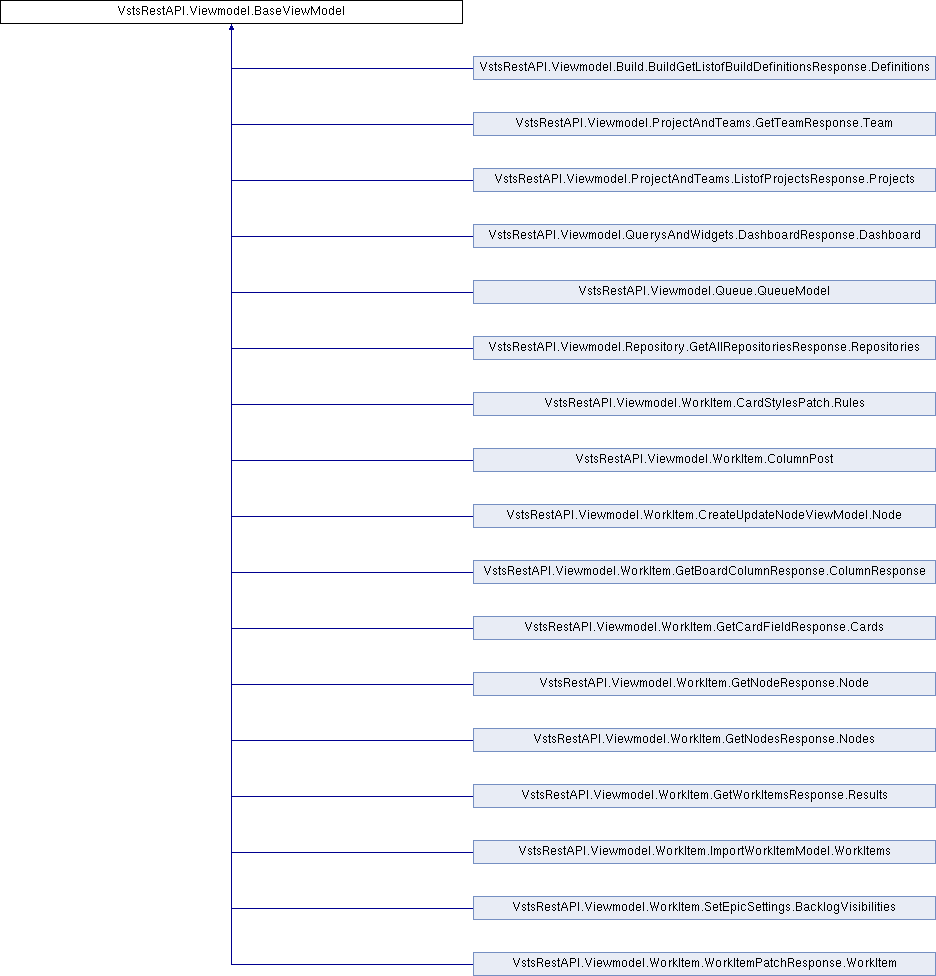 VstsRestAPI.Viewmodel.BaseViewModel
VstsRestAPI.Viewmodel.Build.BuildGetListofBuildDefinitionsResponse.Definitions
VstsRestAPI.Viewmodel.ProjectAndTeams.GetTeamResponse.Team
VstsRestAPI.Viewmodel.ProjectAndTeams.ListofProjectsResponse.Projects
VstsRestAPI.Viewmodel.QuerysAndWidgets.DashboardResponse.Dashboard
VstsRestAPI.Viewmodel.Queue.QueueModel
VstsRestAPI.Viewmodel.Repository.GetAllRepositoriesResponse.Repositories
VstsRestAPI.Viewmodel.WorkItem.CardStylesPatch.Rules
VstsRestAPI.Viewmodel.WorkItem.ColumnPost
VstsRestAPI.Viewmodel.WorkItem.CreateUpdateNodeViewModel.Node
VstsRestAPI.Viewmodel.WorkItem.GetBoardColumnResponse.ColumnResponse
VstsRestAPI.Viewmodel.WorkItem.GetCardFieldResponse.Cards
VstsRestAPI.Viewmodel.WorkItem.GetNodeResponse.Node
VstsRestAPI.Viewmodel.WorkItem.GetNodesResponse.Nodes
VstsRestAPI.Viewmodel.WorkItem.GetWorkItemsResponse.Results
VstsRestAPI.Viewmodel.WorkItem.ImportWorkItemModel.WorkItems
VstsRestAPI.Viewmodel.WorkItem.SetEpicSettings.BacklogVisibilities
VstsRestAPI.Viewmodel.WorkItem.WorkItemPatchResponse.WorkItem